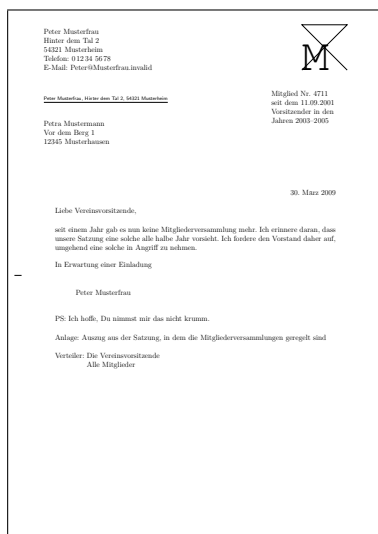 Peter Musterfrau
Hinter dem Tal 2
54321 Musterheim
Telefon: 0 12 34 56 78
E-Mail: Peter@Musterfrau.invalid
M
Peter Musterfrau, Hinter dem Tal 2, 54321 Musterheim
Mitglied Nr. 4711
seit dem 11.09.2001
Vorsitzender in den
Jahren 2003–2005
Petra Mustermann
Vor dem Berg 1
12345 Musterhausen
30. März 2009
Liebe Vereinsvorsitzende,
seit einem Jahr gab es nun keine Mitgliederversammlung mehr. Ich erinnere daran, dass
unsere Satzung eine solche alle halbe Jahr vorsieht. Ich fordere den Vorstand daher auf,
umgehend eine solche in Angriff zu nehmen.
In Erwartung einer Einladung
Peter Musterfrau
PS: Ich hoffe, Du nimmst mir das nicht krumm.
Anlage: Auszug aus der Satzung, in dem die Mitgliederversammlungen geregelt sind
Verteiler: Die Vereinsvorsitzende
Alle Mitglieder